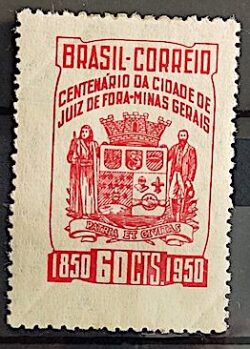 BRASIL-CORREIO
CENTENÁRIO DA CIDADE DE
JUIZ DE FORA-MINAS GERAIS
PATRIA ET CIVITAS
1850 60 CTS. 1950